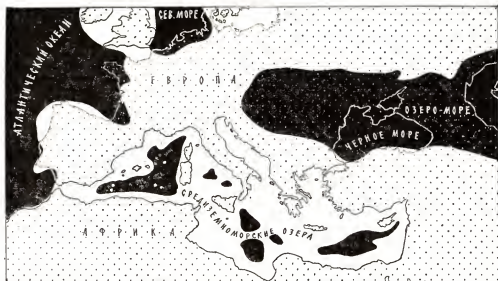 АТЛАНТИЧЕСКИЙ ОКЕАН
СЕВ. МОРЕ
ЕВРОПА
ОЗЕРО-МОРЕ
ЧЕРНОЕ МОРЕ
СРЕДИЗЕМНОМОРСКИЕ ОЗЕРА
АФРИКА